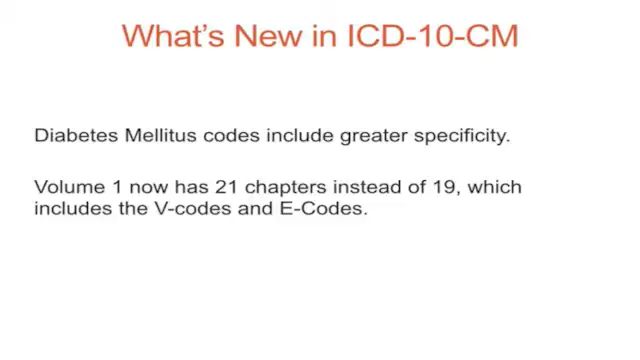 What's New in ICD-10-CM
Diabetes Mellitus codes include greater specificity.
Volume 1 now has 21 chapters instead of 19, which
includes the V-codes and E-Codes.